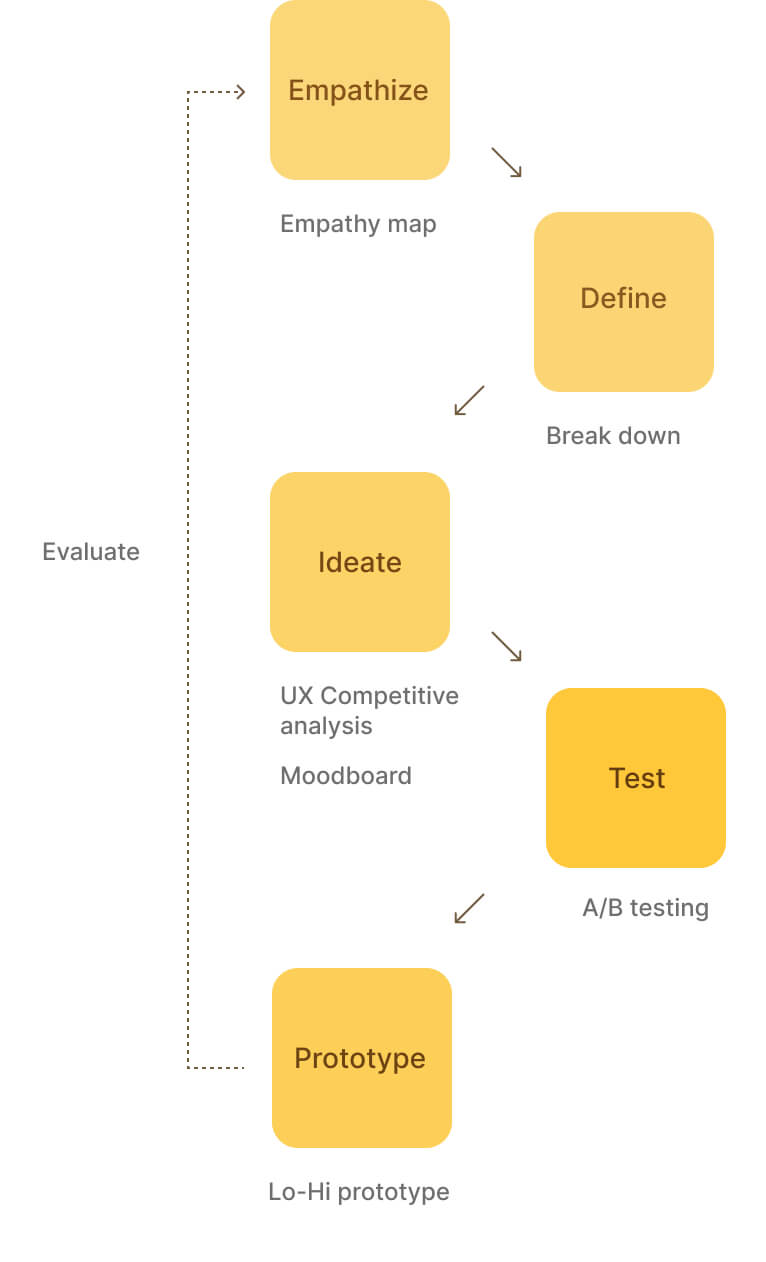 Empathize
Empathy map
Define
Break down
Evaluate
Ideate
UX Competitive
analysis
Moodboard
Test
A/B testing
Prototype
Lo-Hi prototype